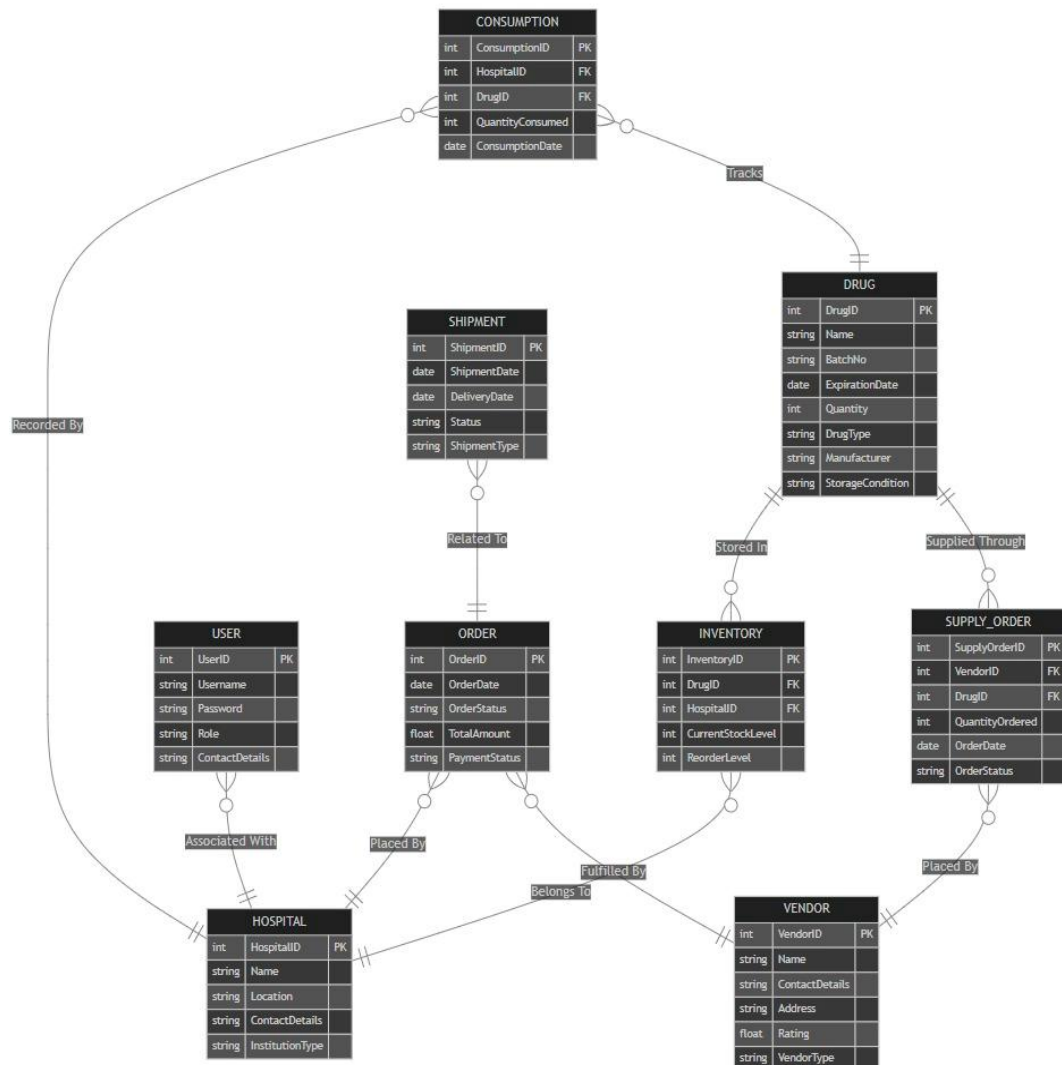 CONSUMPTION
int ConsumptionID PK
int HospitalID FK
int DrugID FK
int QuantityConsumed
date ConsumptionDate
Tracks
DRUG
int DrugID PK
string Name
string BatchNo
date ExpirationDate
int Quantity
string DrugType
string Manufacturer
string StorageCondition
SHIPMENT
int ShipmentID PK
date ShipmentDate
date DeliveryDate
string Status
string ShipmentType
Recorded By
Related To
Stored In
Supplied Through
USER
int UserID PK
string Username
string Password
string Role
string ContactDetails
ORDER
int OrderID PK
date OrderDate
string OrderStatus
float TotalAmount
string PaymentStatus
INVENTORY
int InventoryID PK
int DrugID FK
int HospitalID FK
int CurrentStockLevel
int ReorderLevel
SUPPLY_ORDER
int SupplyOrderID PK
int VendorID FK
int DrugID FK
int QuantityOrdered
date OrderDate
string OrderStatus
Associated With
Placed By
Fulfilled By
Belongs To
Placed By
HOSPITAL
int HospitalID PK
string Name
string Location
string ContactDetails
string InstitutionType
VENDOR
int VendorID PK
string Name
string ContactDetails
string Address
float Rating
string VendorType